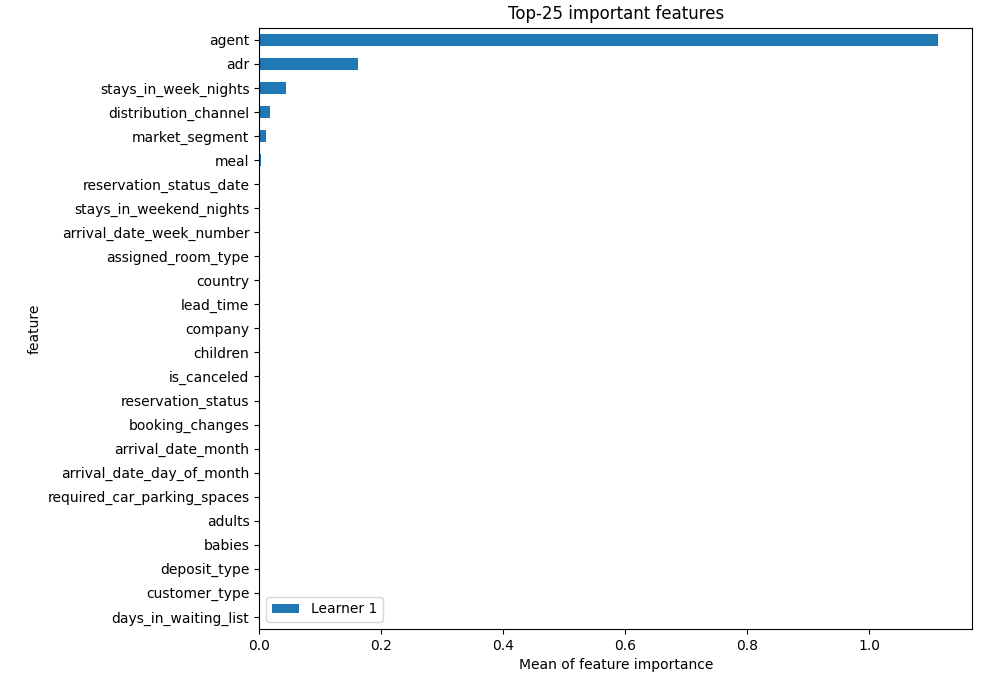 Top-25 important features
agent
adr
stays_in_week_nights
distribution_channel
market_segment
meal
reservation_status_date
stays_in_weekend_nights
arrival_date_week_number
assigned_room_type
country
lead_time
company
children
is_canceled
reservation_status
booking_changes
arrival_date_month
arrival_date_day_of_month
required_car_parking_spaces
adults
babies
deposit_type
customer_type
days_in_waiting_list
feature
Learner 1
0.0 0.2 0.4 0.6 0.8 1.0
Mean of feature importance